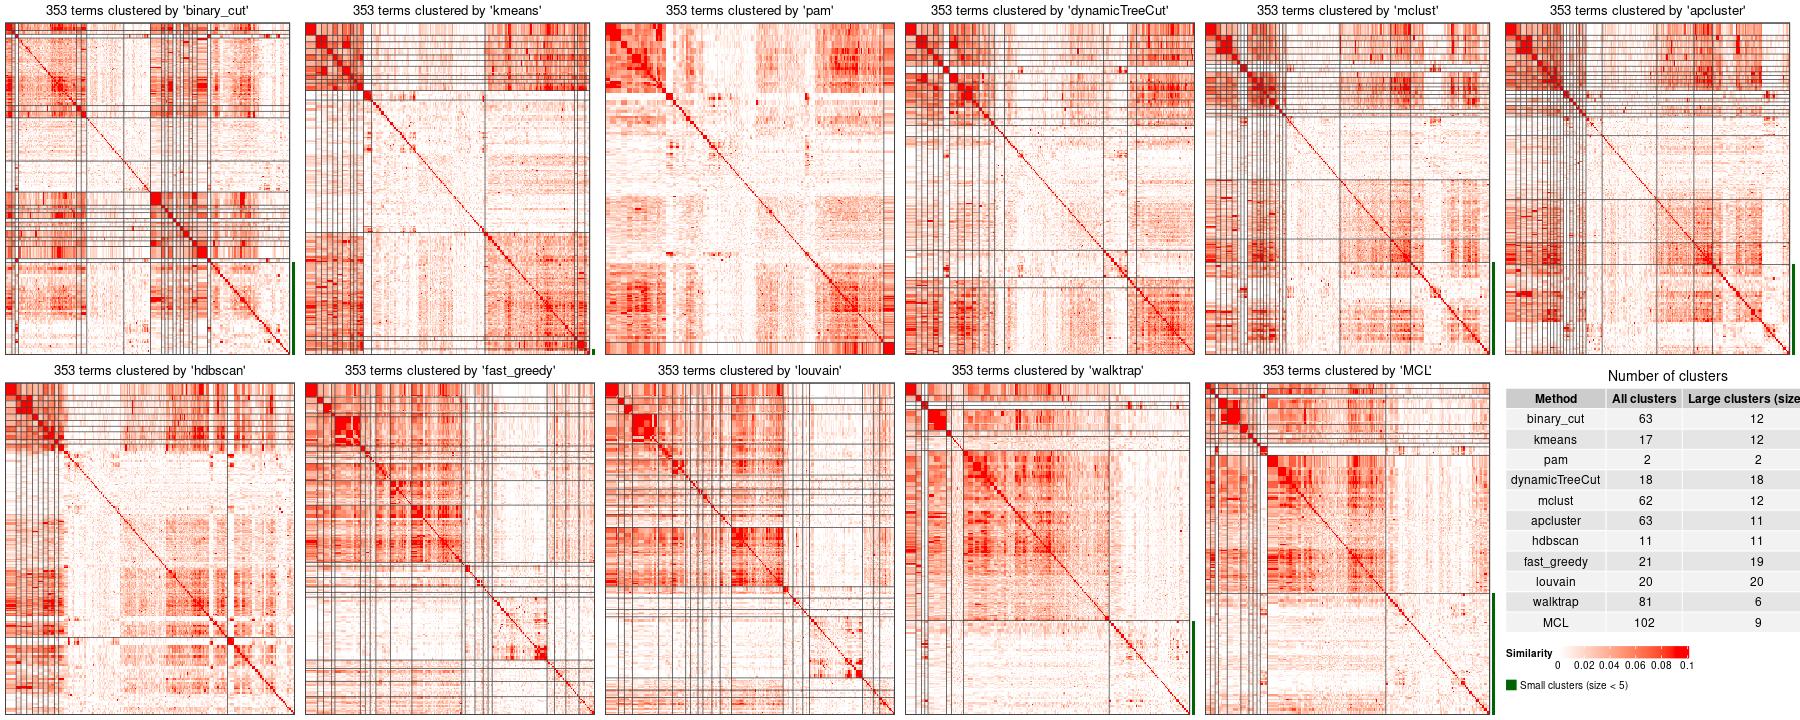 353 terms clustered by 'binary_cut'
353 terms clustered by 'kmeans'
353 terms clustered by 'pam'
353 terms clustered by 'dynamicTreeCut'
353 terms clustered by 'mclust'
353 terms clustered by 'apcluster'
353 terms clustered by 'hdbscan'
353 terms clustered by 'fast_greedy'
353 terms clustered by 'louvain'
353 terms clustered by 'walktrap'
353 terms clustered by 'MCL'
Number of clusters
Method All clusters Large clusters (size
binary_cut 63 12
kmeans 17 12
pam 2 2
dynamicTreeCut 18 18
mclust 62 12
apcluster 63 11
hdbscan 11 11
fast_greedy 21 19
louvain 20 20
walktrap 81 6
MCL 102 9
Similarity
0 0.02 0.04 0.06 0.08 0.1
Small clusters (size < 5)